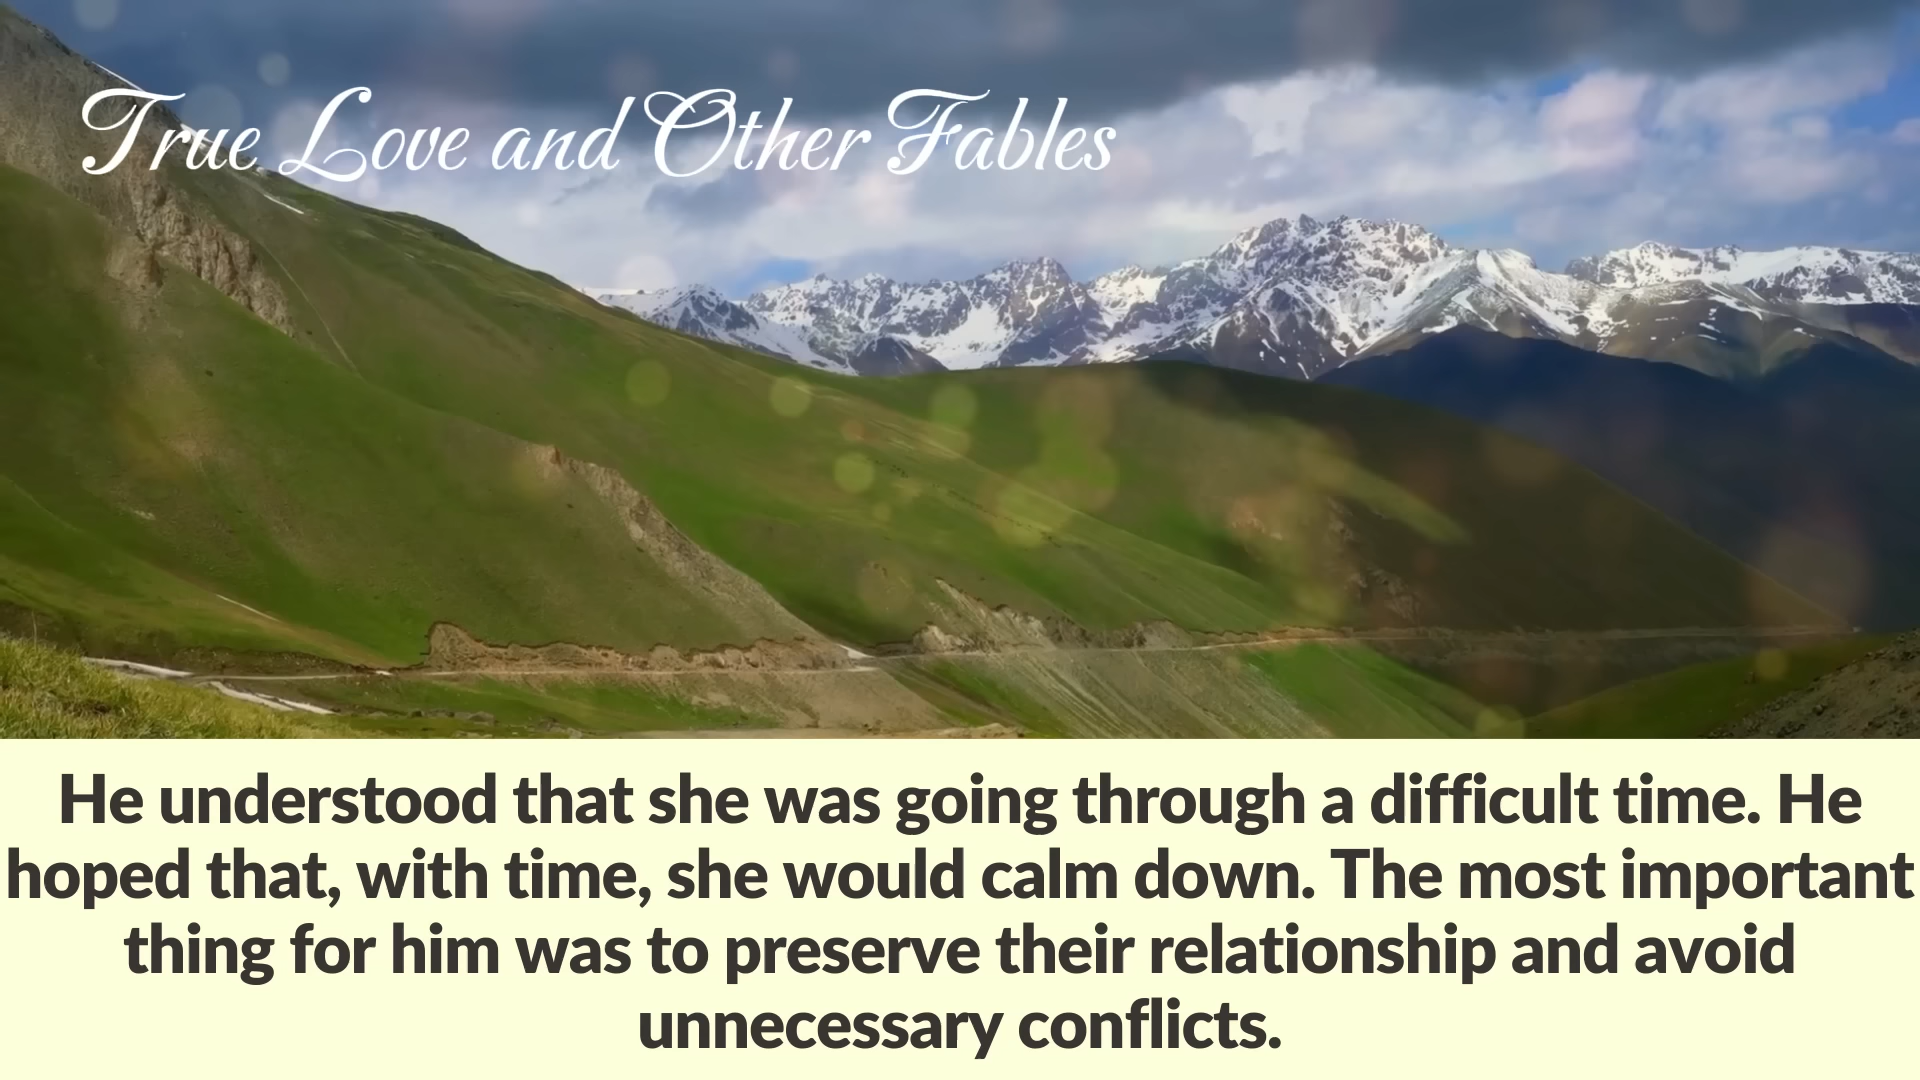 True Love and Other Fables
He understood that she was going through a difficult time. He
hoped that, with time, she would calm down. The most important
thing for him was to preserve their relationship and avoid
unnecessary conflicts.